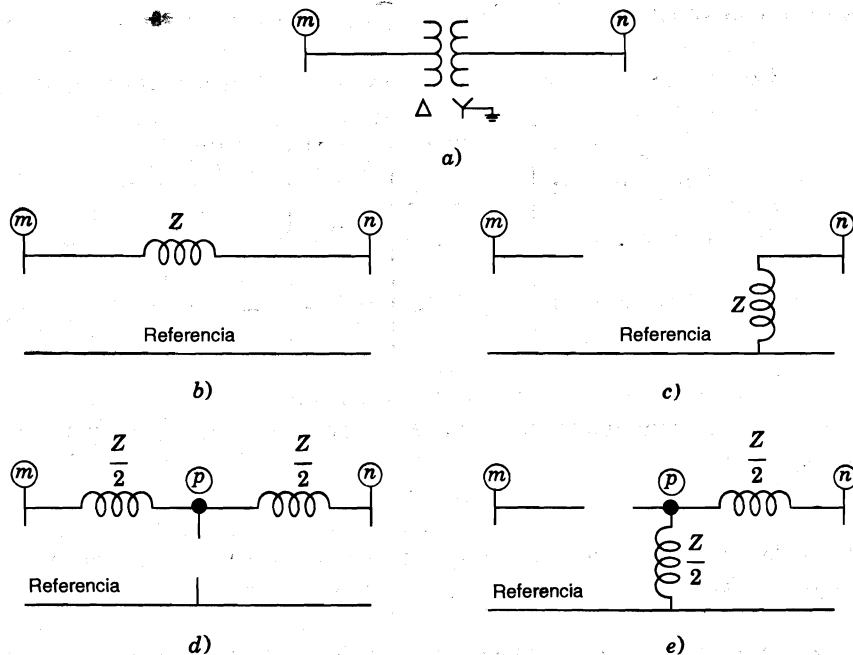 m n
Δ
a)
m Z n
Referencia
b)
m n
Z
Referencia
c)
m Z/2 p Z/2 n
Referencia
d)
m p Z/2 n
Z/2
Referencia
e)